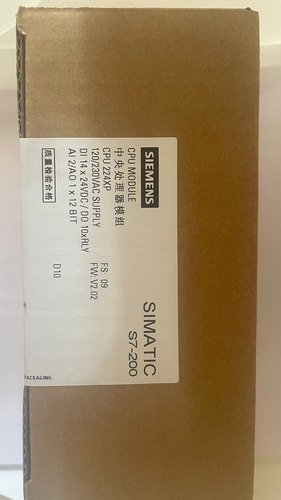 SIEMENS
SIMATIC
S7-200
CPU MODULE
中央处理器模组
CPU 224XP
FS: 09
120/230VAC SUPPLY
FW: V2.02
DI 14 x 24VDC / DO 10xRLY
AI 2/AO 1 x 12 BIT
质量检验合格
D10
PACKAGING